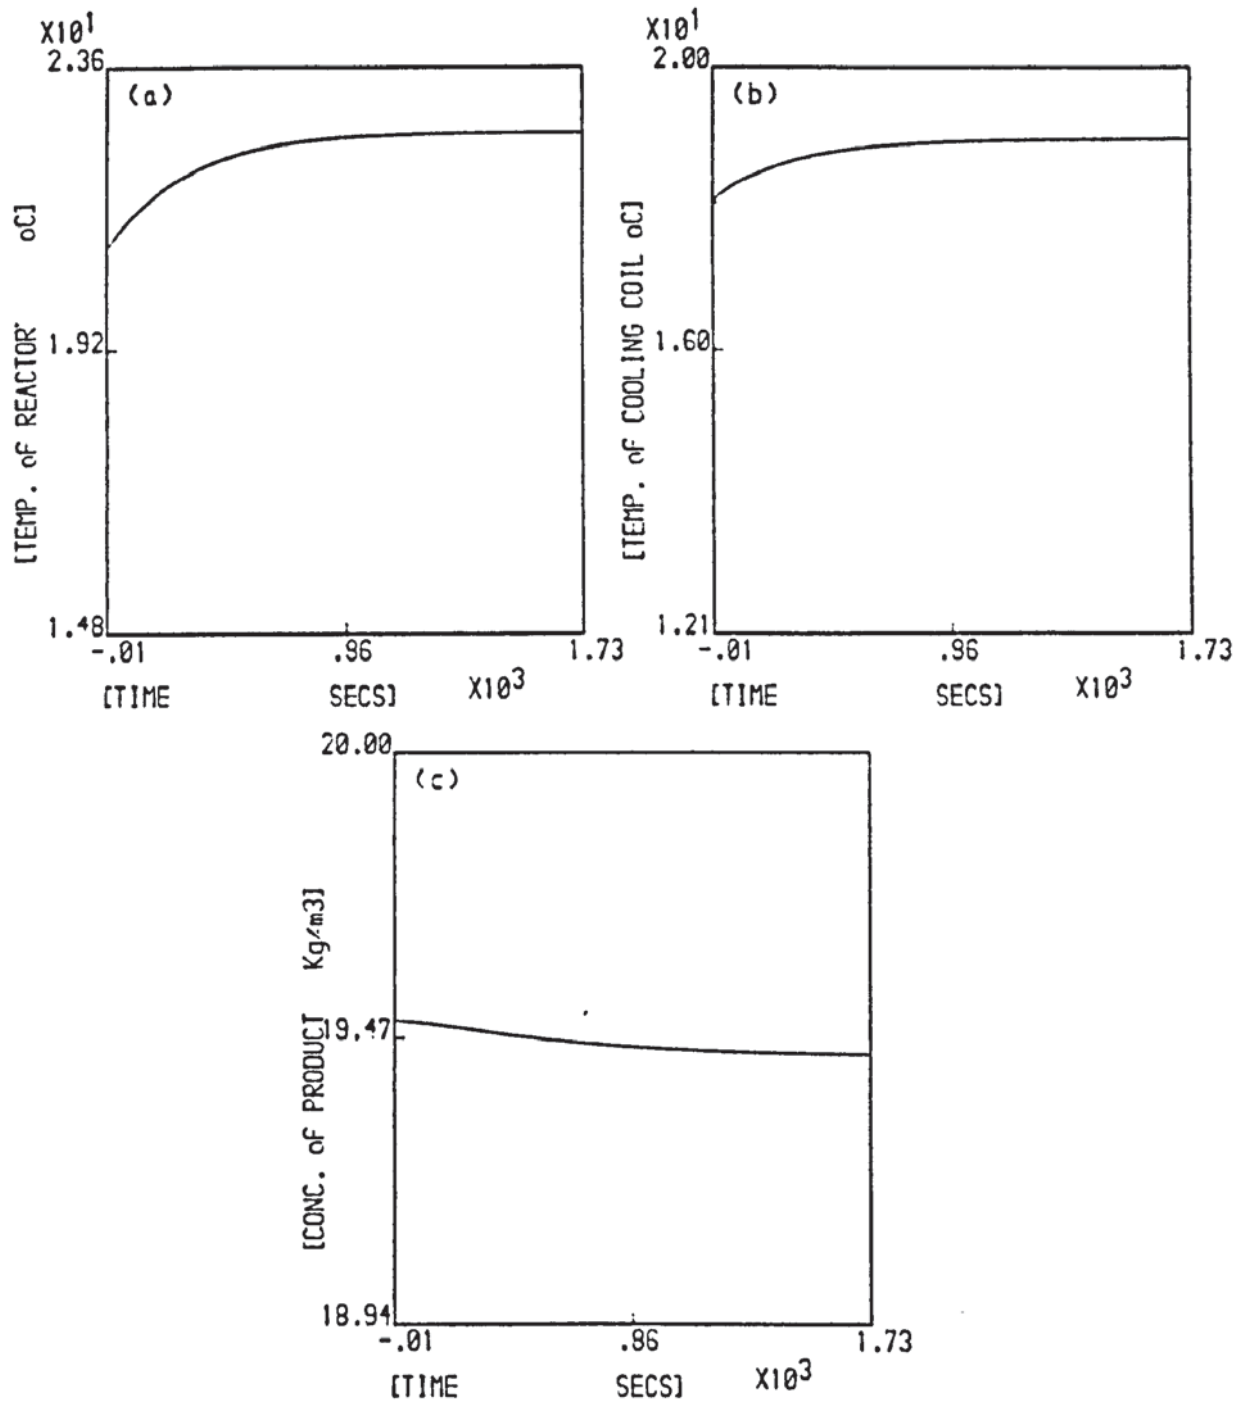 X10¹
2.36
(a)
[TEMP. of REACTOR oC]
1.92
1.48
-.01 .96 1.73
[TIME SECS] X10³
X10¹
2.00
(b)
[TEMP. of COOLING COIL oC]
1.60
1.21
-.01 .96 1.73
[TIME SECS] X10³
20.00
(c)
[CONC. of PRODUCT Kg/m3]
19.47
18.94
-.01 .86 1.73
[TIME SECS] X10³